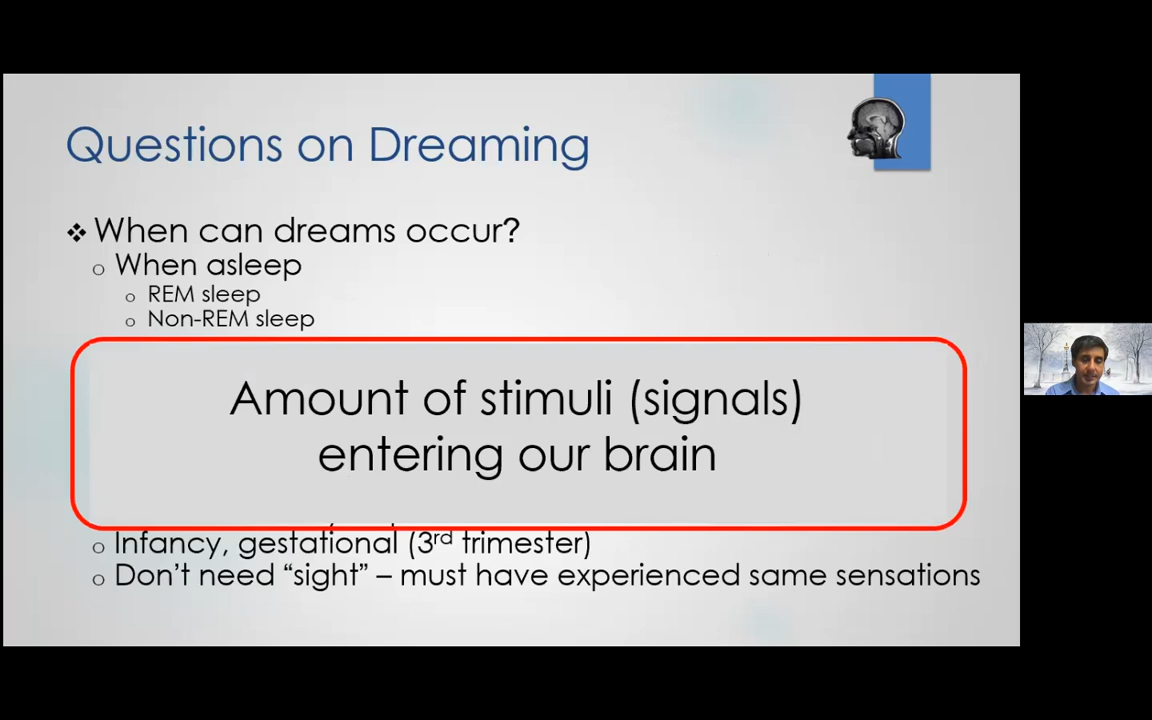 Questions on Dreaming
❖ When can dreams occur?
o When asleep
o REM sleep
o Non-REM sleep
Amount of stimuli (signals)
entering our brain
o Infancy, gestational (3rd trimester)
o Don't need “sight” – must have experienced same sensations